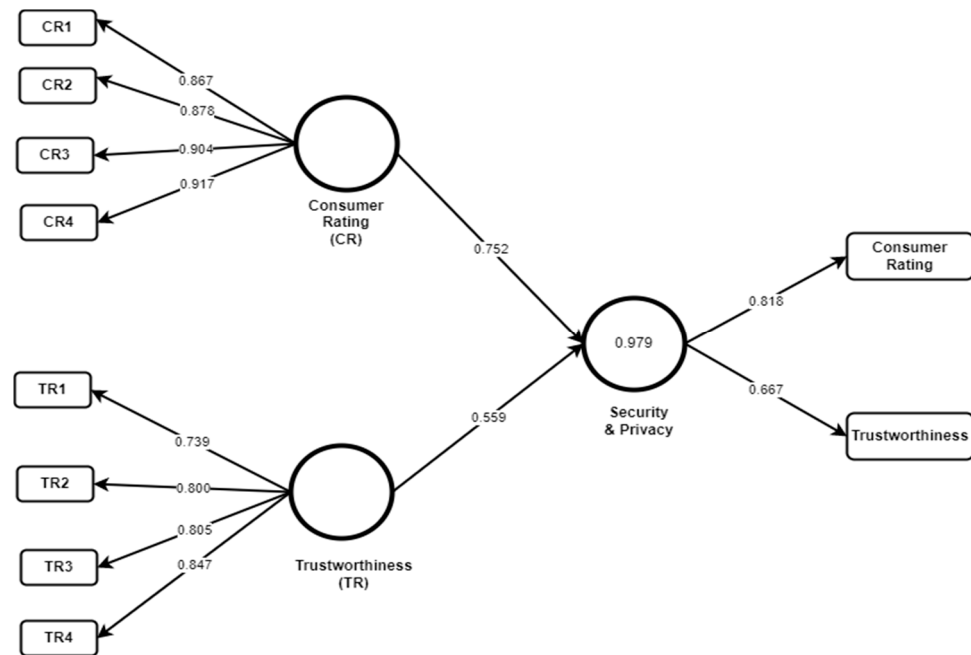 CR1
0.867
CR2
0.878
CR3
0.904
CR4
0.917
Consumer
Rating
(CR)
0.752
Consumer
Rating
0.818
0.979
Security
& Privacy
0.667
Trustworthiness
TR1
0.739
0.559
TR2
0.800
TR3
0.805
TR4
0.847
Trustworthiness
(TR)